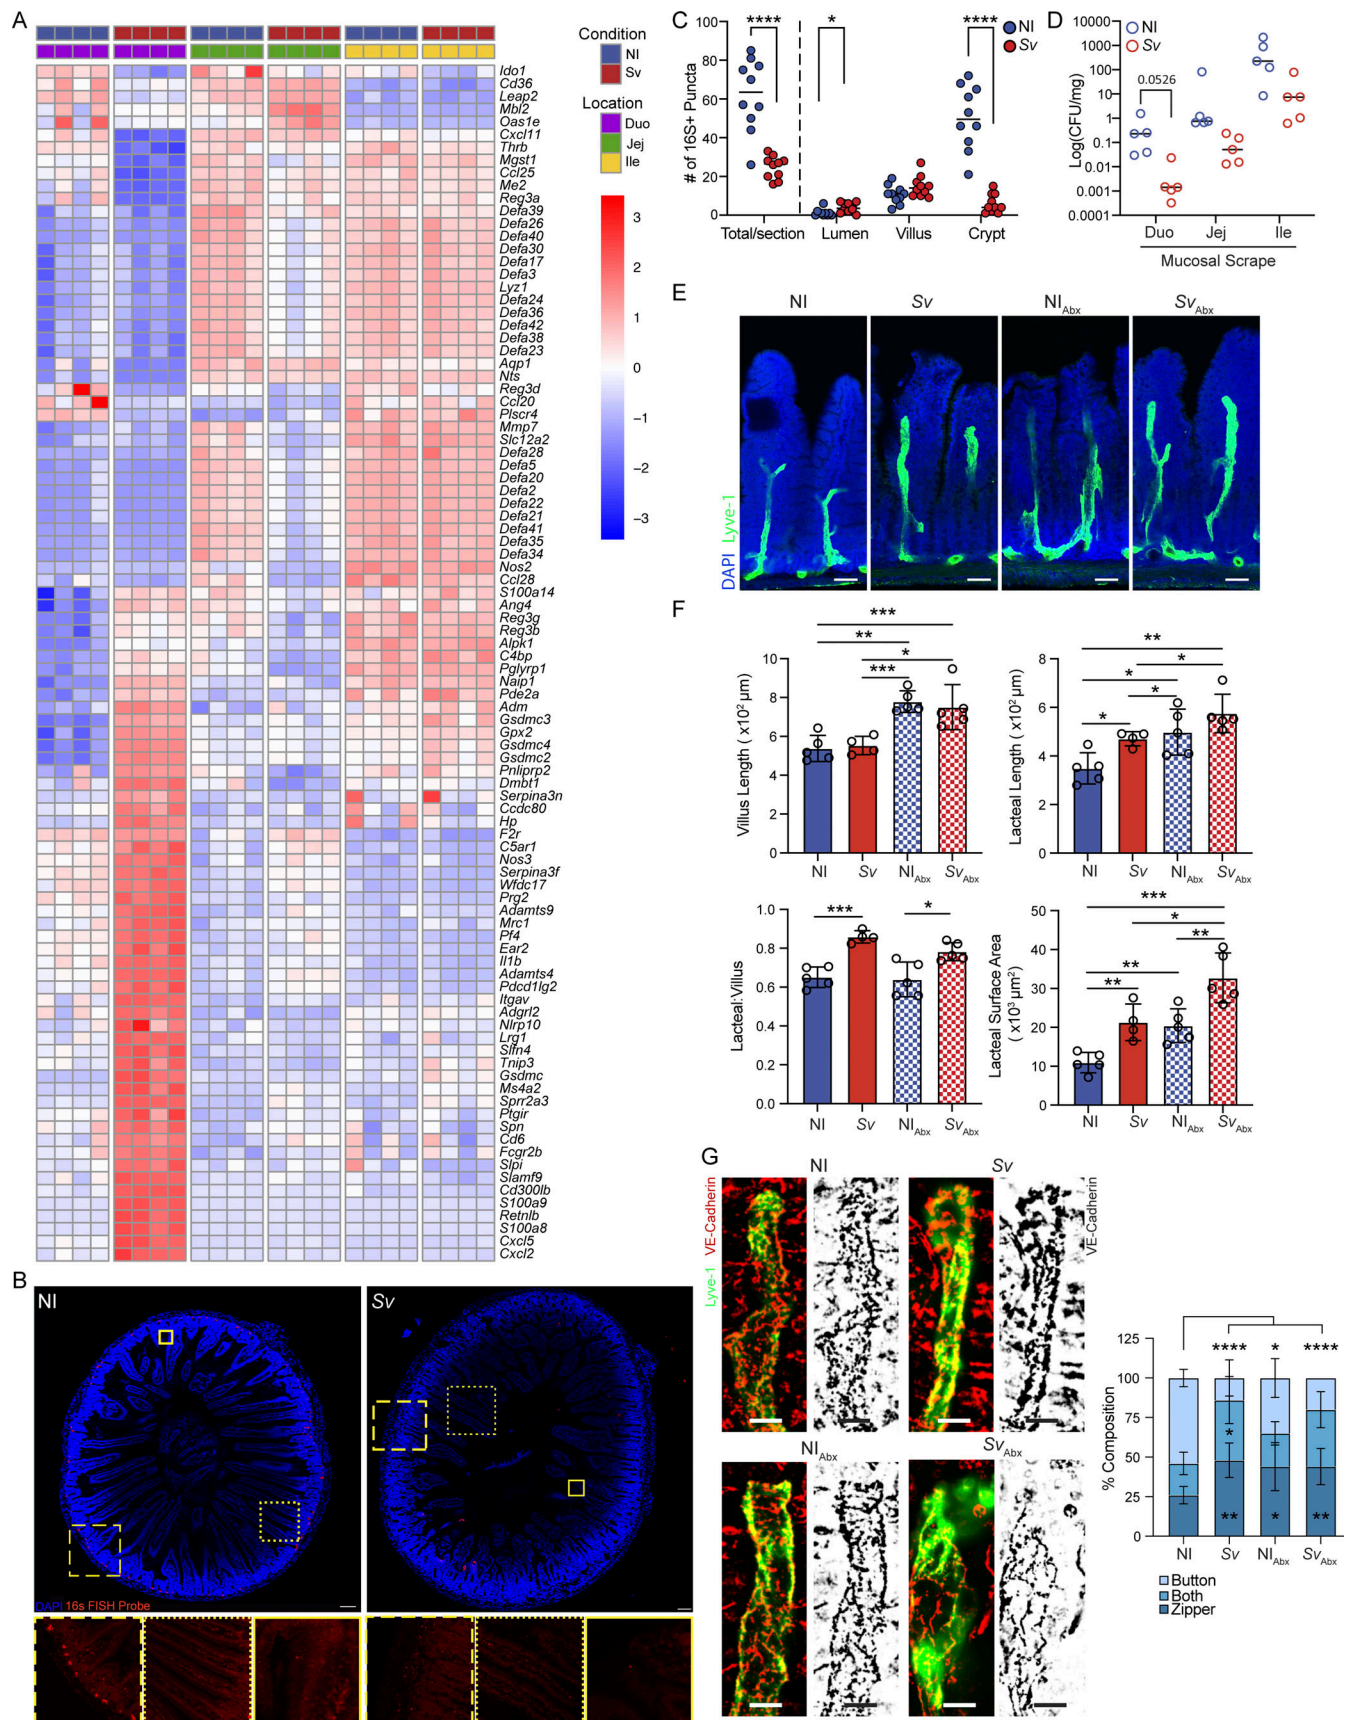 A
Condition
NI
Sv
Location
Duo
Jej
Ile
3
2
1
0
−1
−2
−3
Ido1
Cd36
Leap2
Mbl2
Oas1e
Cxcl11
Thrb
Mgst1
Ccl25
Me2
Reg3a
Defa39
Defa26
Defa40
Defa30
Defa17
Defa3
Lyz1
Defa24
Defa36
Defa42
Defa38
Defa23
Aqp1
Nts
Reg3d
Ccl20
Plscr4
Mmp7
Slc12a2
Defa28
Defa5
Defa20
Defa2
Defa22
Defa21
Defa41
Defa35
Defa34
Nos2
Ccl28
S100a14
Ang4
Reg3g
Reg3b
Alpk1
C4bp
Pglyrp1
Naip1
Pde2a
Adm
Gsdmc3
Gpx2
Gsdmc4
Gsdmc2
Pnliprp2
Dmbt1
Serpina3n
Ccdc80
Hp
F2r
C5ar1
Nos3
Serpina3f
Wfdc17
Prg2
Adamts9
Mrc1
Pf4
Ear2
Il1b
Adamts4
Pdcd1lg2
Itgav
Adgrl2
Nlrp10
Lrg1
Slfn4
Tnip3
Gsdmc
Ms4a2
Sprr2a3
Ptgir
Spn
Cd6
Fcgr2b
Slpi
Slamf9
Cd300lb
S100a9
Retnlb
S100a8
Cxcl5
Cxcl2
B
NI
Sv
DAPI 16s FISH Probe
C
# of 16S+ Puncta
100
80
60
40
20
0
**** * ****
NI
Sv
Total/section Lumen Villus Crypt
D
Log(CFU/mg)
10000
1000
100
10
1
0.1
0.01
0.001
0.0001
NI
Sv
0.0526
Duo Jej Ile
Mucosal Scrape
E
NI Sv NIAbx SvAbx
DAPI Lyve-1
F
Villus Length ( x10² µm)
10
8
6
4
2
0
***
**
*
***
NI Sv NIAbx SvAbx
Lacteal Length ( x10² µm)
8
6
4
2
0
**
*
*
*
*
NI Sv NIAbx SvAbx
Lacteal:Villus
1.0
0.8
0.6
0.4
0.2
0.0
*** *
NI Sv NIAbx SvAbx
Lacteal Surface Area
( x10³ µm²)
50
40
30
20
10
0
***
*
**
**
**
NI Sv NIAbx SvAbx
G
NI Sv
Lyve-1 VE-Cadherin
VE-Cadherin
NIAbx SvAbx
% Composition
125
100
75
50
25
0
**** * ****
*
** * **
NI Sv NIAbx SvAbx
Button
Both
Zipper